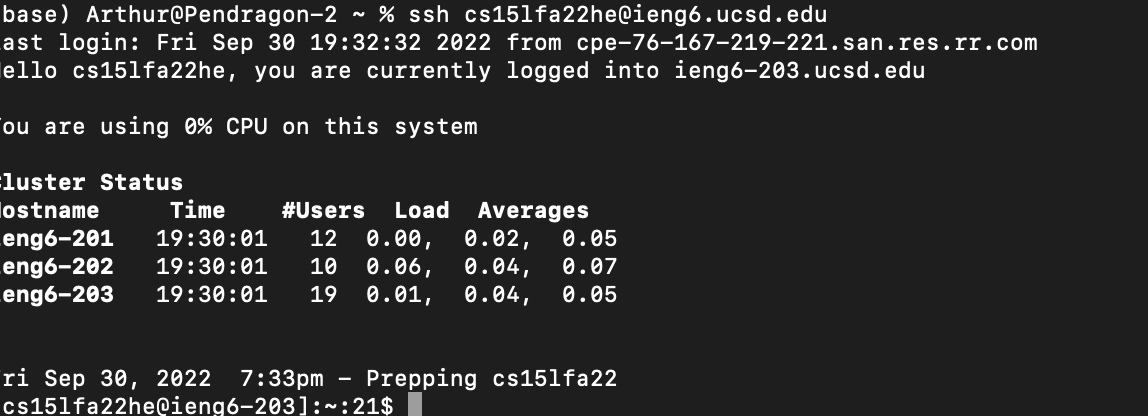 base) Arthur@Pendragon-2 ~ % ssh cs15lfa22he@ieng6.ucsd.edu
ast login: Fri Sep 30 19:32:32 2022 from cpe-76-167-219-221.san.res.rr.com
ello cs15lfa22he, you are currently logged into ieng6-203.ucsd.edu
ou are using 0% CPU on this system
luster Status
ostname Time #Users Load Averages
eng6-201 19:30:01 12 0.00, 0.02, 0.05
eng6-202 19:30:01 10 0.06, 0.04, 0.07
eng6-203 19:30:01 19 0.01, 0.04, 0.05
ri Sep 30, 2022 7:33pm - Prepping cs15lfa22
cs15lfa22he@ieng6-203]:~:21$